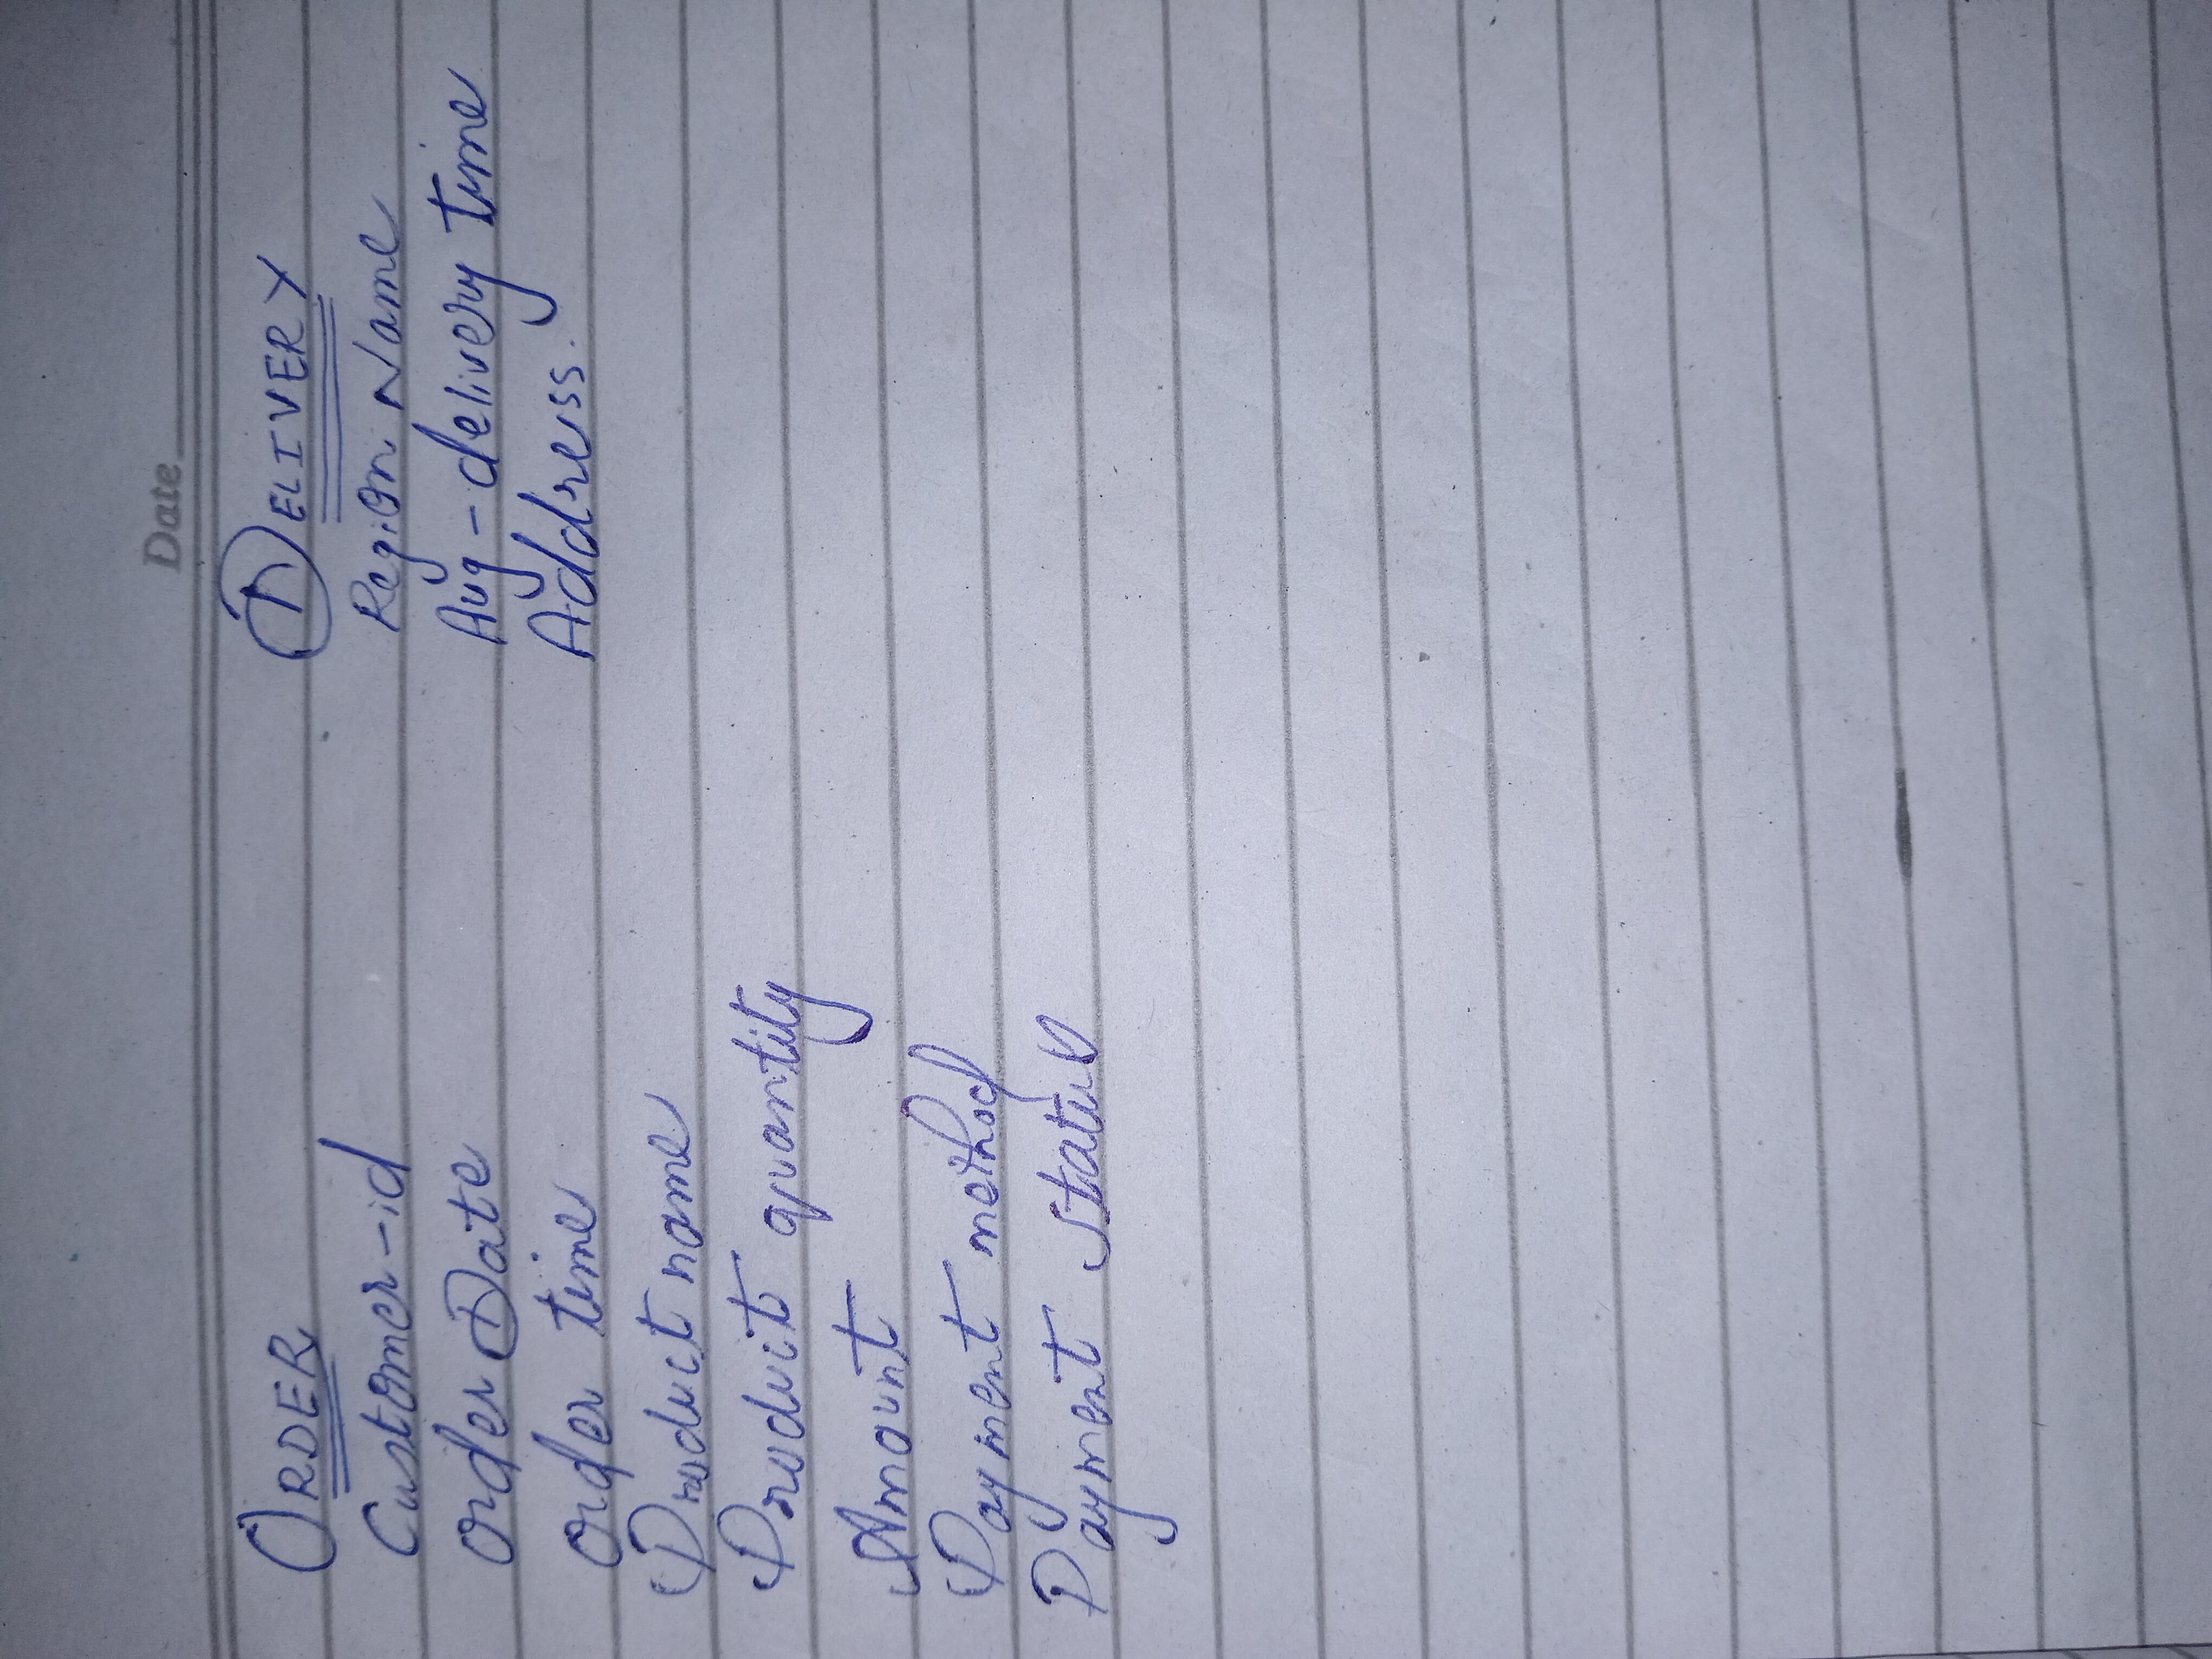 Date
ORDER
Customer-id
Order Date
Order time
Product name
Product quantity
Amount
Payment method
Payment status
DELIVERY
Region Name
Avg-delivery time
Address.